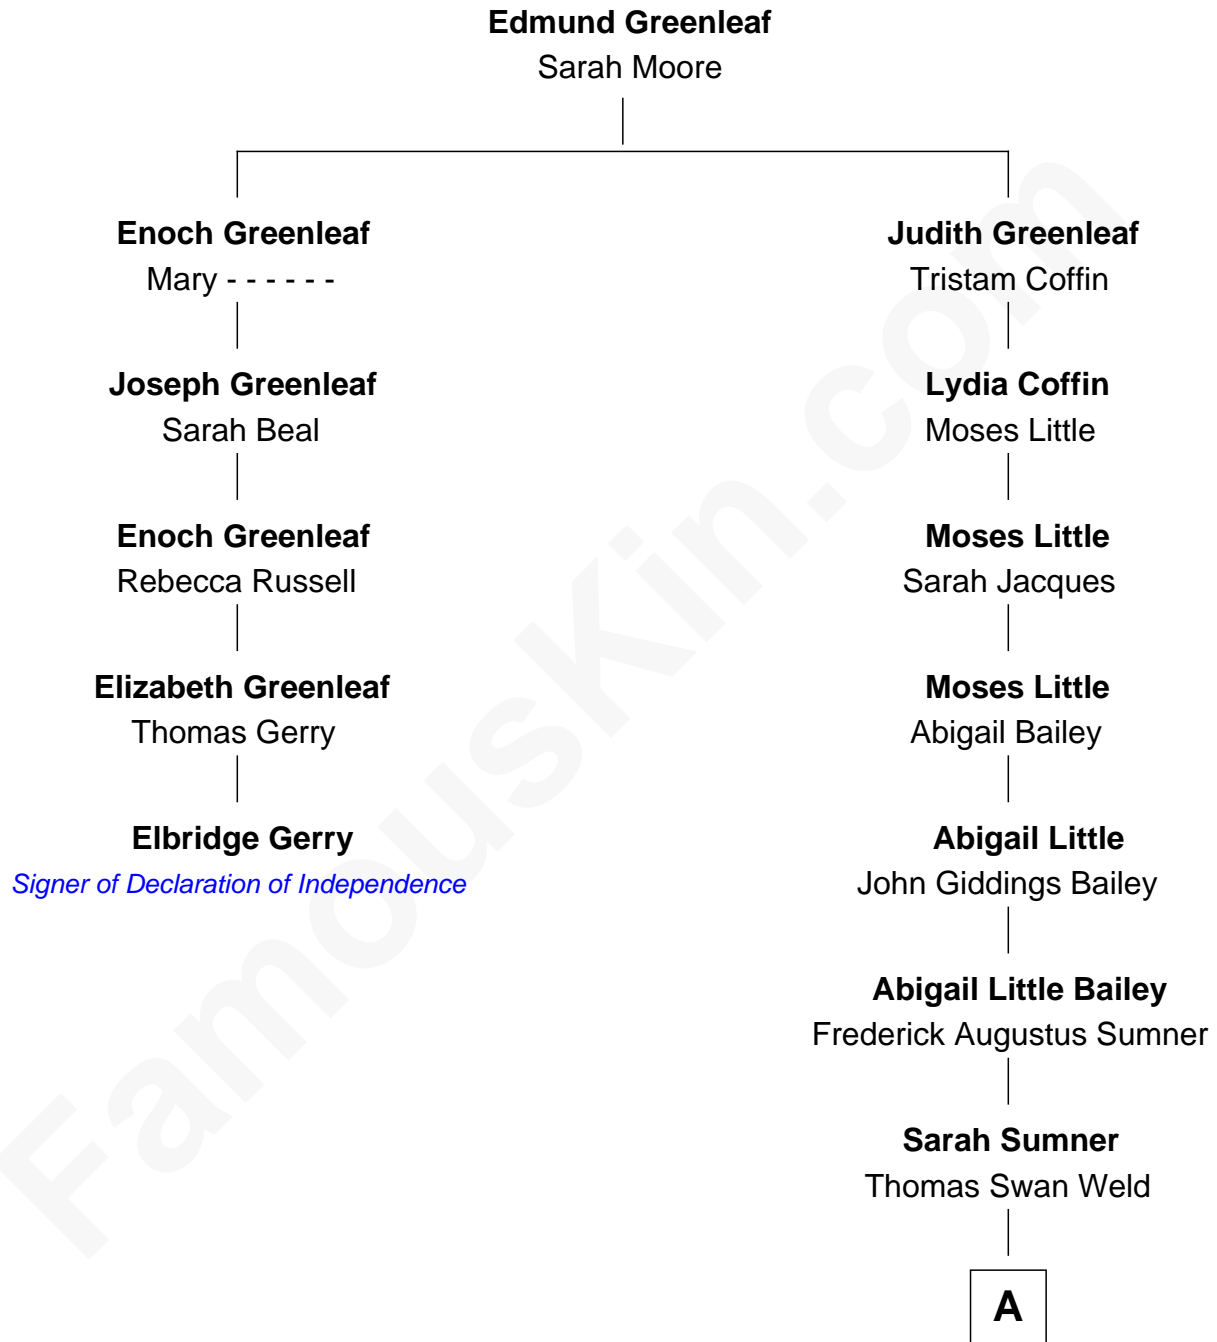 Edmund Greenleaf
Sarah Moore
Enoch Greenleaf
Mary - - - - - -
Joseph Greenleaf
Sarah Beal
Enoch Greenleaf
Rebecca Russell
Elizabeth Greenleaf
Thomas Gerry
Elbridge Gerry
Signer of Declaration of Independence
Judith Greenleaf
Tristam Coffin
Lydia Coffin
Moses Little
Moses Little
Sarah Jacques
Moses Little
Abigail Bailey
Abigail Little
John Giddings Bailey
Abigail Little Bailey
Frederick Augustus Sumner
Sarah Sumner
Thomas Swan Weld
A
FamousKin.com